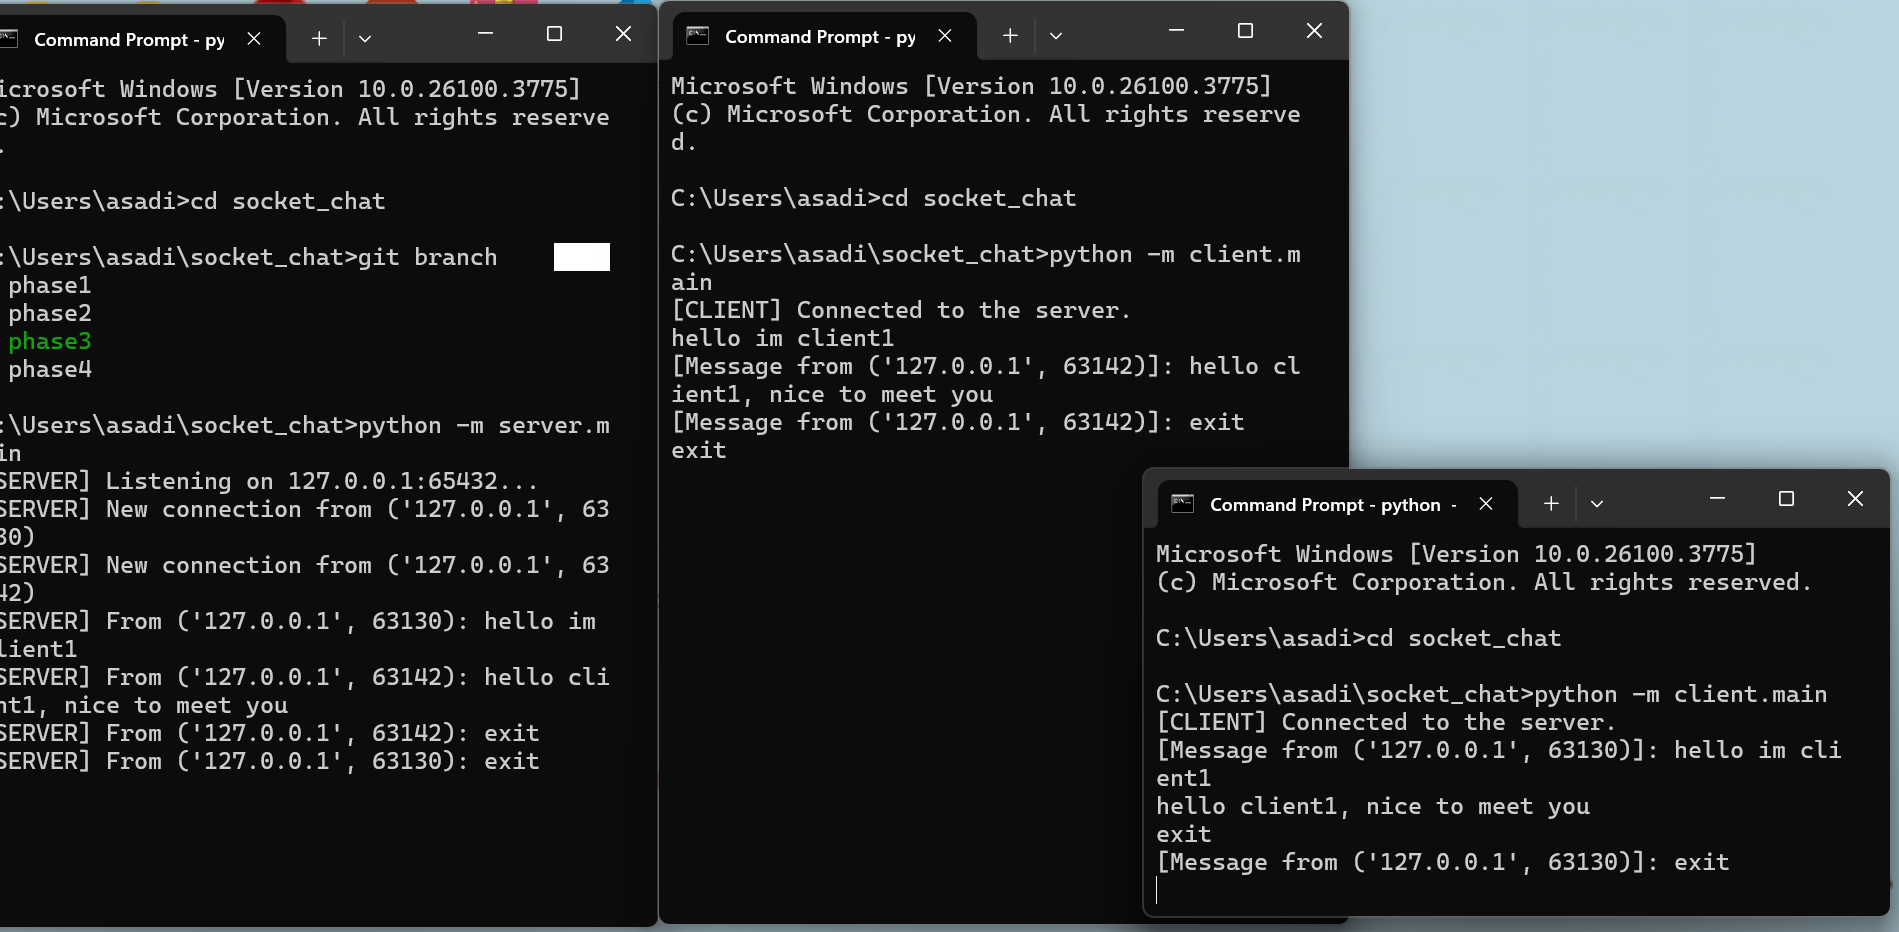 Command Prompt - py
icrosoft Windows [Version 10.0.26100.3775]
c) Microsoft Corporation. All rights reserve
.
:\Users\asadi>cd socket_chat
:\Users\asadi\socket_chat>git branch
phase1
phase2
phase3
phase4
:\Users\asadi\socket_chat>python -m server.m
in
SERVER] Listening on 127.0.0.1:65432...
SERVER] New connection from ('127.0.0.1', 63
30)
SERVER] New connection from ('127.0.0.1', 63
42)
SERVER] From ('127.0.0.1', 63130): hello im
lient1
SERVER] From ('127.0.0.1', 63142): hello cli
nt1, nice to meet you
SERVER] From ('127.0.0.1', 63142): exit
SERVER] From ('127.0.0.1', 63130): exit
Command Prompt - py
Microsoft Windows [Version 10.0.26100.3775]
(c) Microsoft Corporation. All rights reserve
d.
C:\Users\asadi>cd socket_chat
C:\Users\asadi\socket_chat>python -m client.m
ain
[CLIENT] Connected to the server.
hello im client1
[Message from ('127.0.0.1', 63142)]: hello cl
ient1, nice to meet you
[Message from ('127.0.0.1', 63142)]: exit
exit
Command Prompt - python -
Microsoft Windows [Version 10.0.26100.3775]
(c) Microsoft Corporation. All rights reserved.
C:\Users\asadi>cd socket_chat
C:\Users\asadi\socket_chat>python -m client.main
[CLIENT] Connected to the server.
[Message from ('127.0.0.1', 63130)]: hello im cli
ent1
hello client1, nice to meet you
exit
[Message from ('127.0.0.1', 63130)]: exit